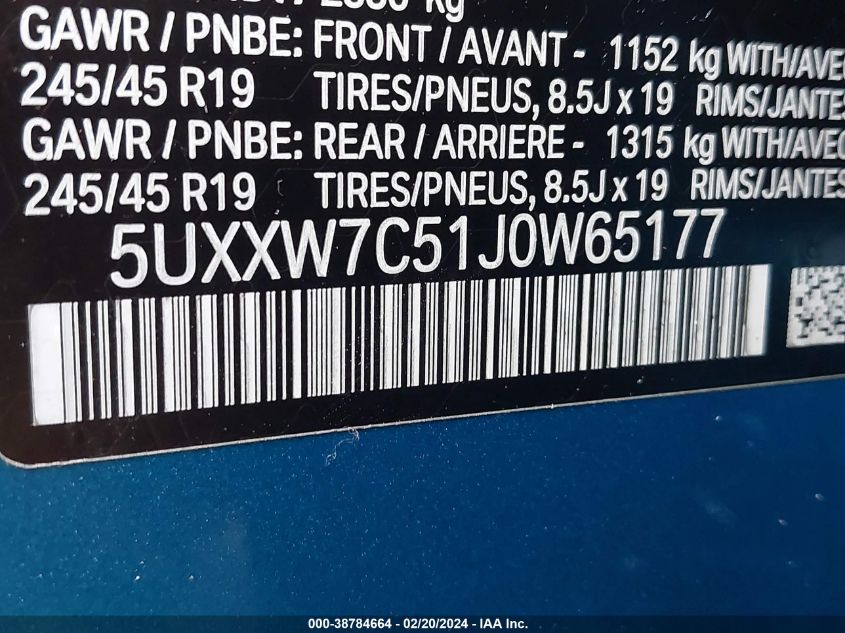 kg
GAWR / PNBE: FRONT / AVANT - 1152 kg WITH/AVEC
245/45 R19 TIRES/PNEUS, 8.5J x 19 RIMS/JANTES
GAWR / PNBE: REAR / ARRIERE - 1315 kg WITH/AVEC
245/45 R19 TIRES/PNEUS, 8.5J x 19 RIMS/JANTES
5UXXW7C51J0W65177
000-38784664 - 02/20/2024 - IAA Inc.